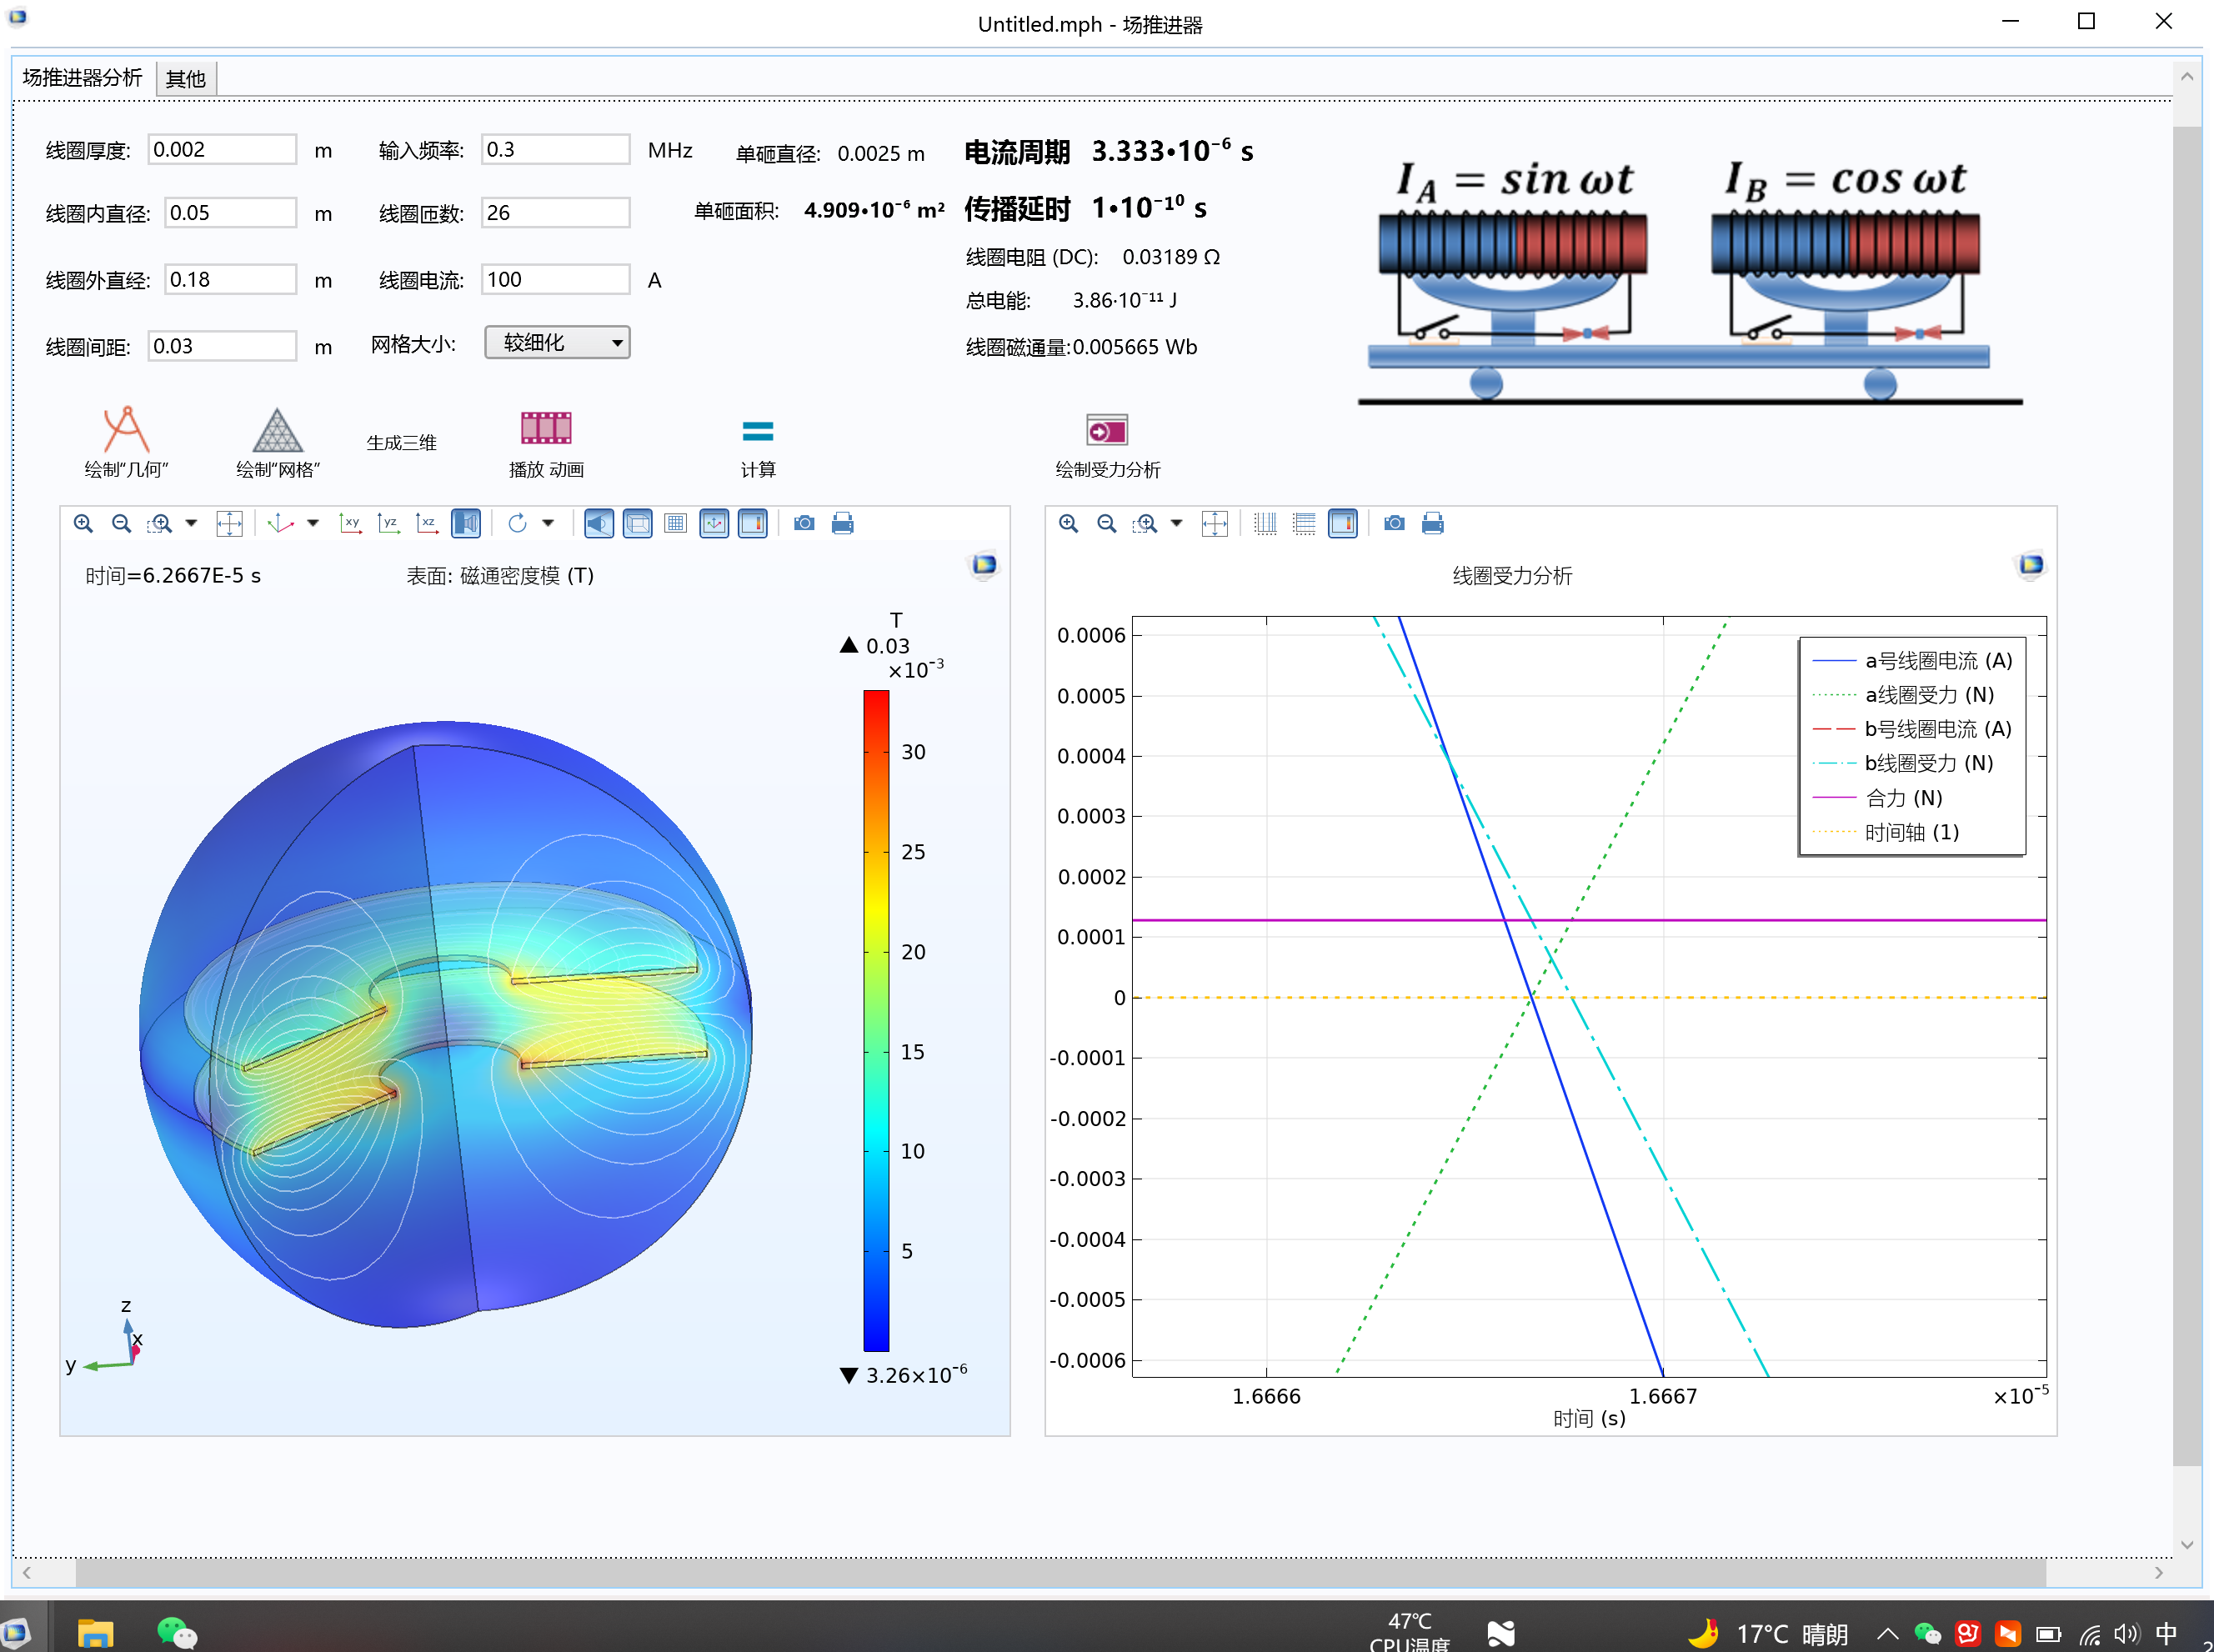 Untitled.mph - 场推进器
场推进器分析 其他
线圈厚度: 0.002 m 输入频率: 0.3 MHz 单砸直径: 0.0025 m 电流周期 3.333•10⁻⁶ s
线圈内直径: 0.05 m 线圈匝数: 26 单砸面积: 4.909•10⁻⁶ m² 传播延时 1•10⁻¹⁰ s
线圈电阻 (DC): 0.03189 Ω
线圈外直径: 0.18 m 线圈电流: 100 A
总电能: 3.86·10⁻¹¹ J
线圈间距: 0.03 m 网格大小: 较细化
线圈磁通量:0.005665 Wb
I_A = sin ωt I_B = cos ωt
绘制“几何” 绘制“网格” 生成三维 播放 动画 计算 绘制受力分析
xy yz xz
时间=6.2667E-5 s 表面: 磁通密度模 (T)
T
▲ 0.03
×10⁻³
30
25
20
15
10
5
▼ 3.26×10⁻⁶
z
x
y
线圈受力分析
0.0006
0.0005
0.0004
0.0003
0.0002
0.0001
0
-0.0001
-0.0002
-0.0003
-0.0004
-0.0005
-0.0006
a号线圈电流 (A)
a线圈受力 (N)
b号线圈电流 (A)
b线圈受力 (N)
合力 (N)
时间轴 (1)
1.6666 1.6667 ×10⁻⁵
时间 (s)
47℃
CPU温度
17°C 晴朗
中